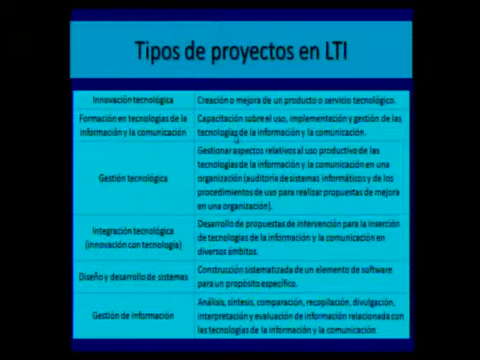 Tipos de proyectos en LTI
Innovación tecnológica
Creación o mejora de un producto o servicio tecnológico.
Formación en tecnologías de la
información y la comunicación
Capacitación sobre el uso, implementación y gestión de las
tecnologías de la información y la comunicación.
Gestión tecnológica
Gestionar aspectos relativos al uso productivo de las
tecnologías de la información y la comunicación en una
organización (auditoría de sistemas informáticos y de los
procedimientos de uso para realizar propuestas de mejora
en una organización).
Integración tecnológica
(innovación con tecnología)
Desarrollo de propuestas de intervención para la inserción
de tecnologías de la información y la comunicación en
diversos ámbitos.
Diseño y desarrollo de sistemas
Construcción sistematizada de un elemento de software
para un propósito específico.
Gestión de información
Análisis, síntesis, comparación, recopilación, divulgación,
interpretación y evaluación de información relacionada con
las tecnologías de la información y la comunicación.